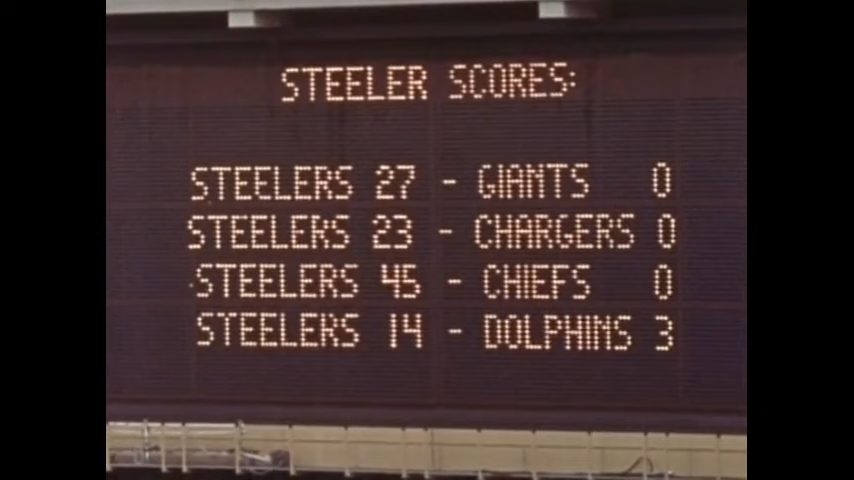 STEELER SCORES:
STEELERS 27 - GIANTS 0
STEELERS 23 - CHARGERS 0
STEELERS 45 - CHIEFS 0
STEELERS 14 - DOLPHINS 3